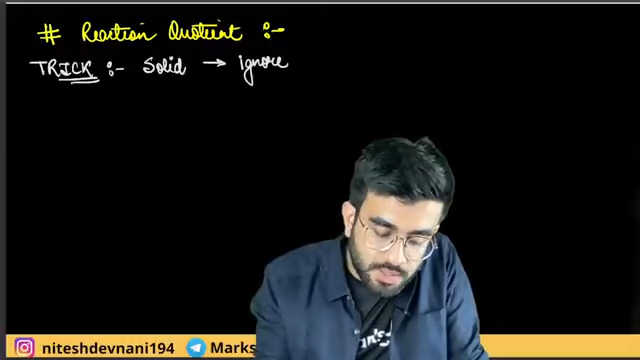 # Reaction Quotient :-
TRICK :- Solid → ignore
niteshdevnani194 Marks